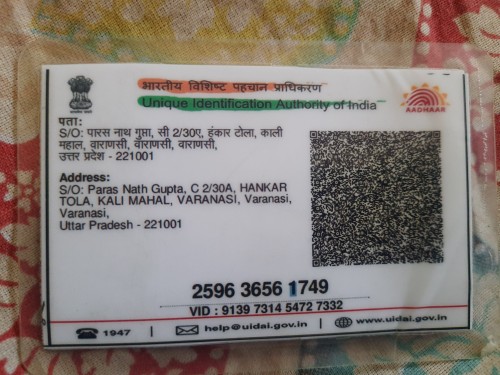 भारतीय विशिष्ट पहचान प्राधिकरण
Unique Identification Authority of India
AADHAAR
पता:
S/O: पारस नाथ गुप्ता, सी 2/30ए, हंकार टोला, काली
महाल, वाराणसी, वाराणसी, वाराणसी,
उत्तर प्रदेश - 221001
Address:
S/O: Paras Nath Gupta, C 2/30A, HANKAR
TOLA, KALI MAHAL, VARANASI, Varanasi,
Varanasi,
Uttar Pradesh - 221001
2596 3656 1749
VID : 9139 7314 5472 7332
1947 | help@uidai.gov.in | www.uidai.gov.in